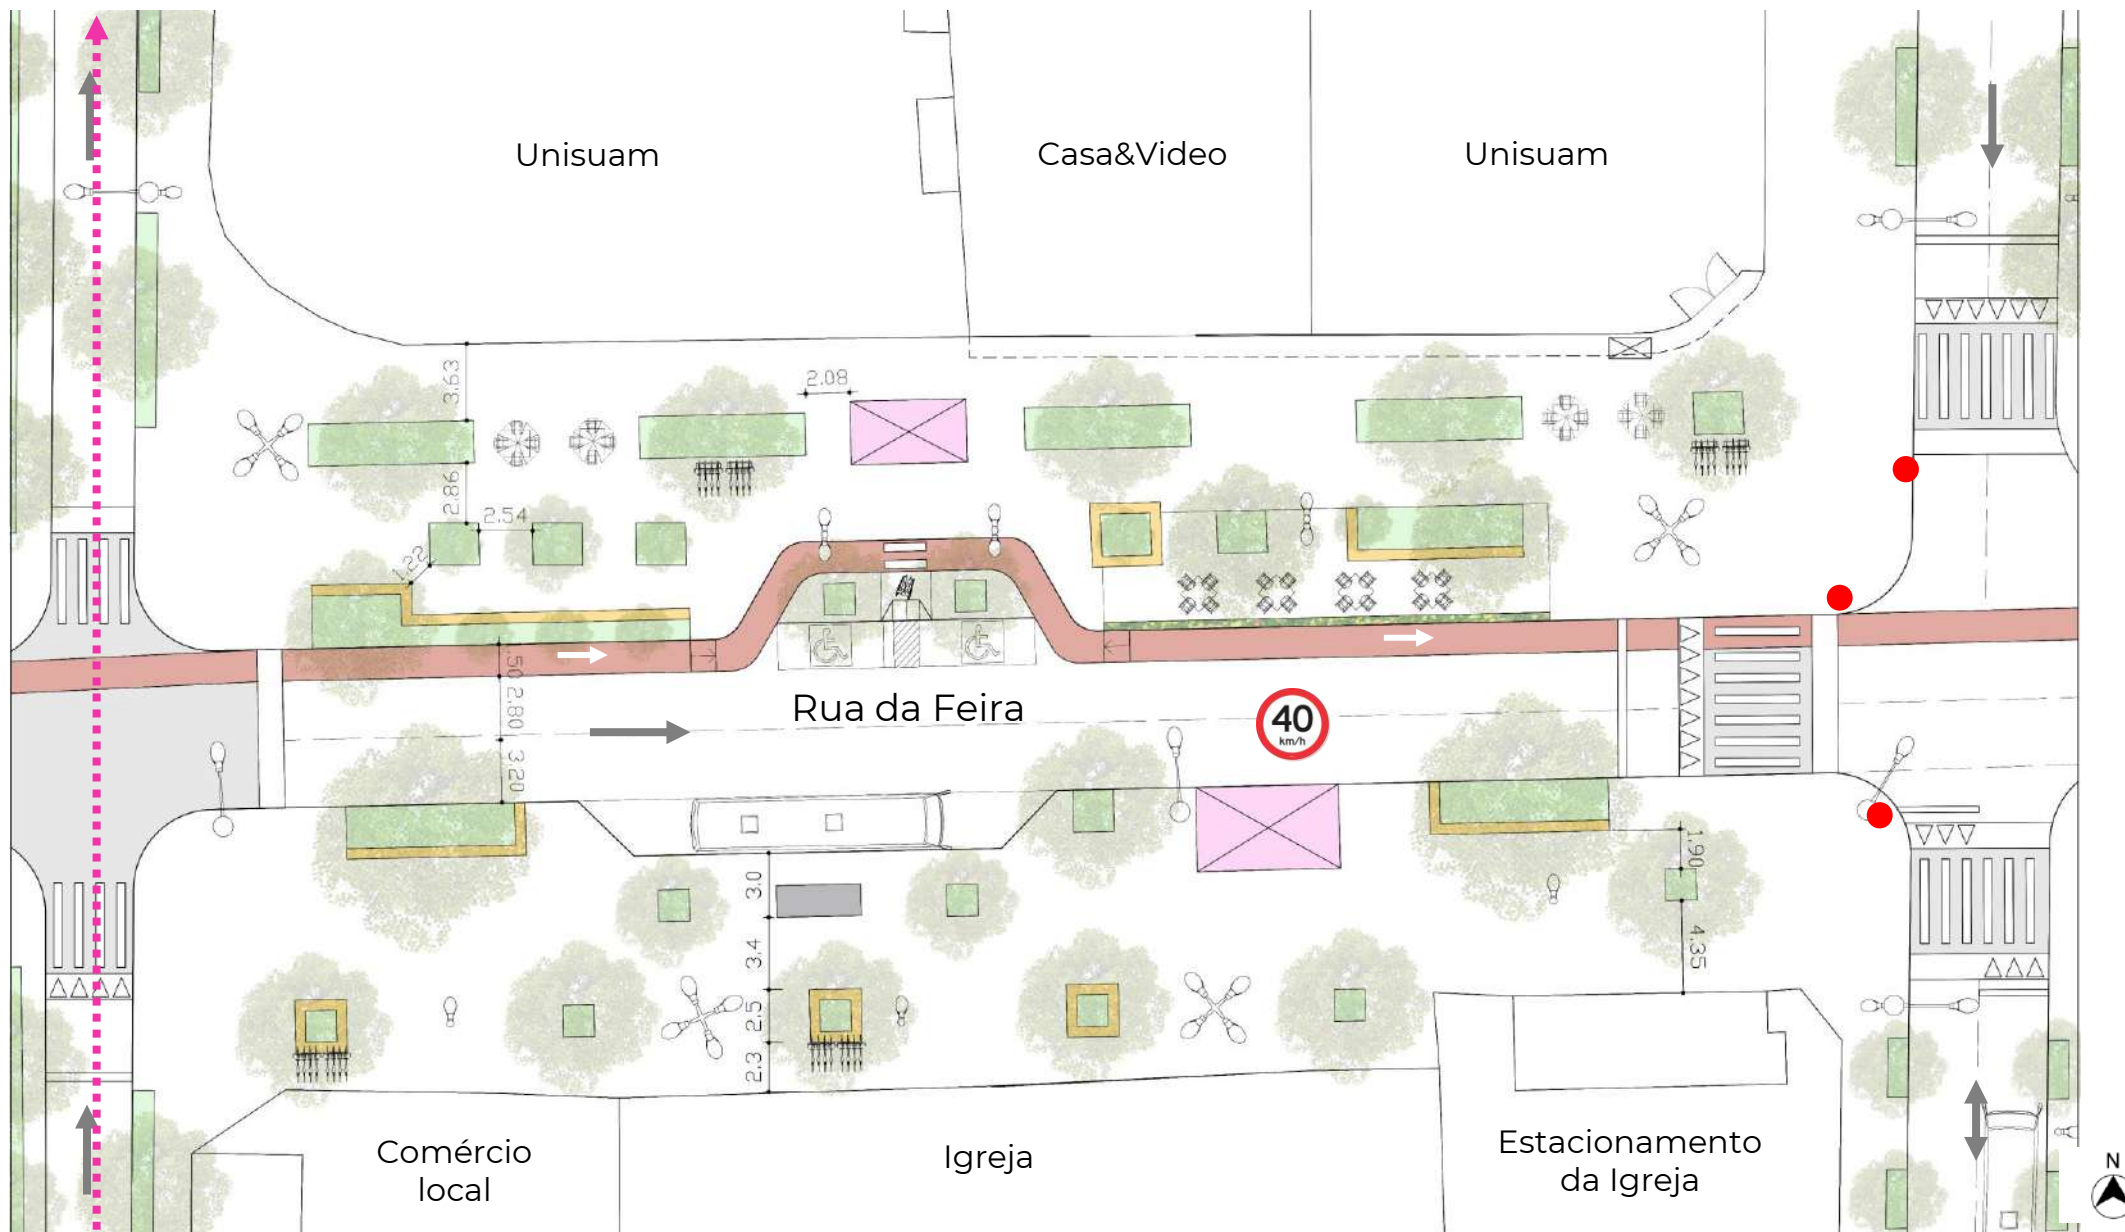 Unisuam
Casa&Video
Unisuam
3.63
2.08
2.86
2.54
1.22
.50
2.80
3.20
Rua da Feira
40
km/h
1.90
3.0
3.4
4.35
2.5
2.3
Comércio
local
Igreja
Estacionamento
da Igreja
N